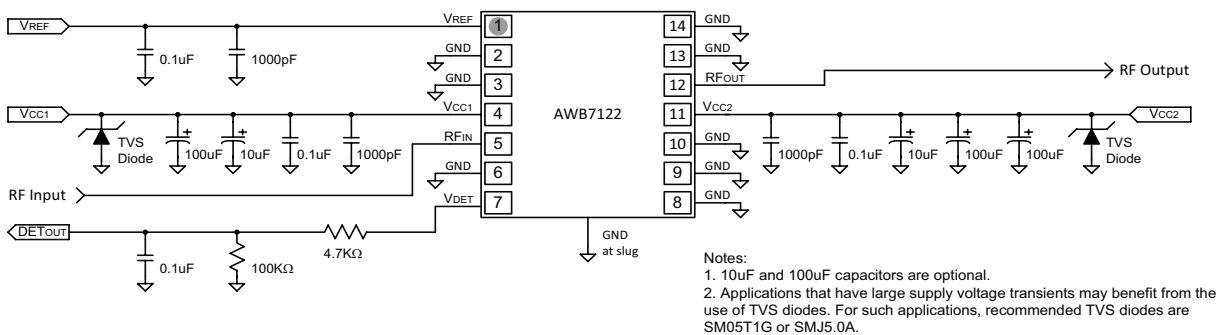 VREF
0.1uF
1000pF
VREF
1
GND
2
GND
3
VCC1
VCC1
4
TVS
Diode
100uF
10uF
0.1uF
1000pF
RFIN
5
RF Input
GND
6
VDET
7
DETOUT
0.1uF
100KΩ
4.7KΩ
AWB7122
GND
at slug
14
GND
13
GND
12
RFOUT
RF Output
11
VCC2
VCC2
1000pF
0.1uF
10uF
100uF
100uF
TVS
Diode
10
GND
9
GND
8
GND
Notes:
1. 10uF and 100uF capacitors are optional.
2. Applications that have large supply voltage transients may benefit from the
use of TVS diodes. For such applications, recommended TVS diodes are
SM05T1G or SMJ5.0A.